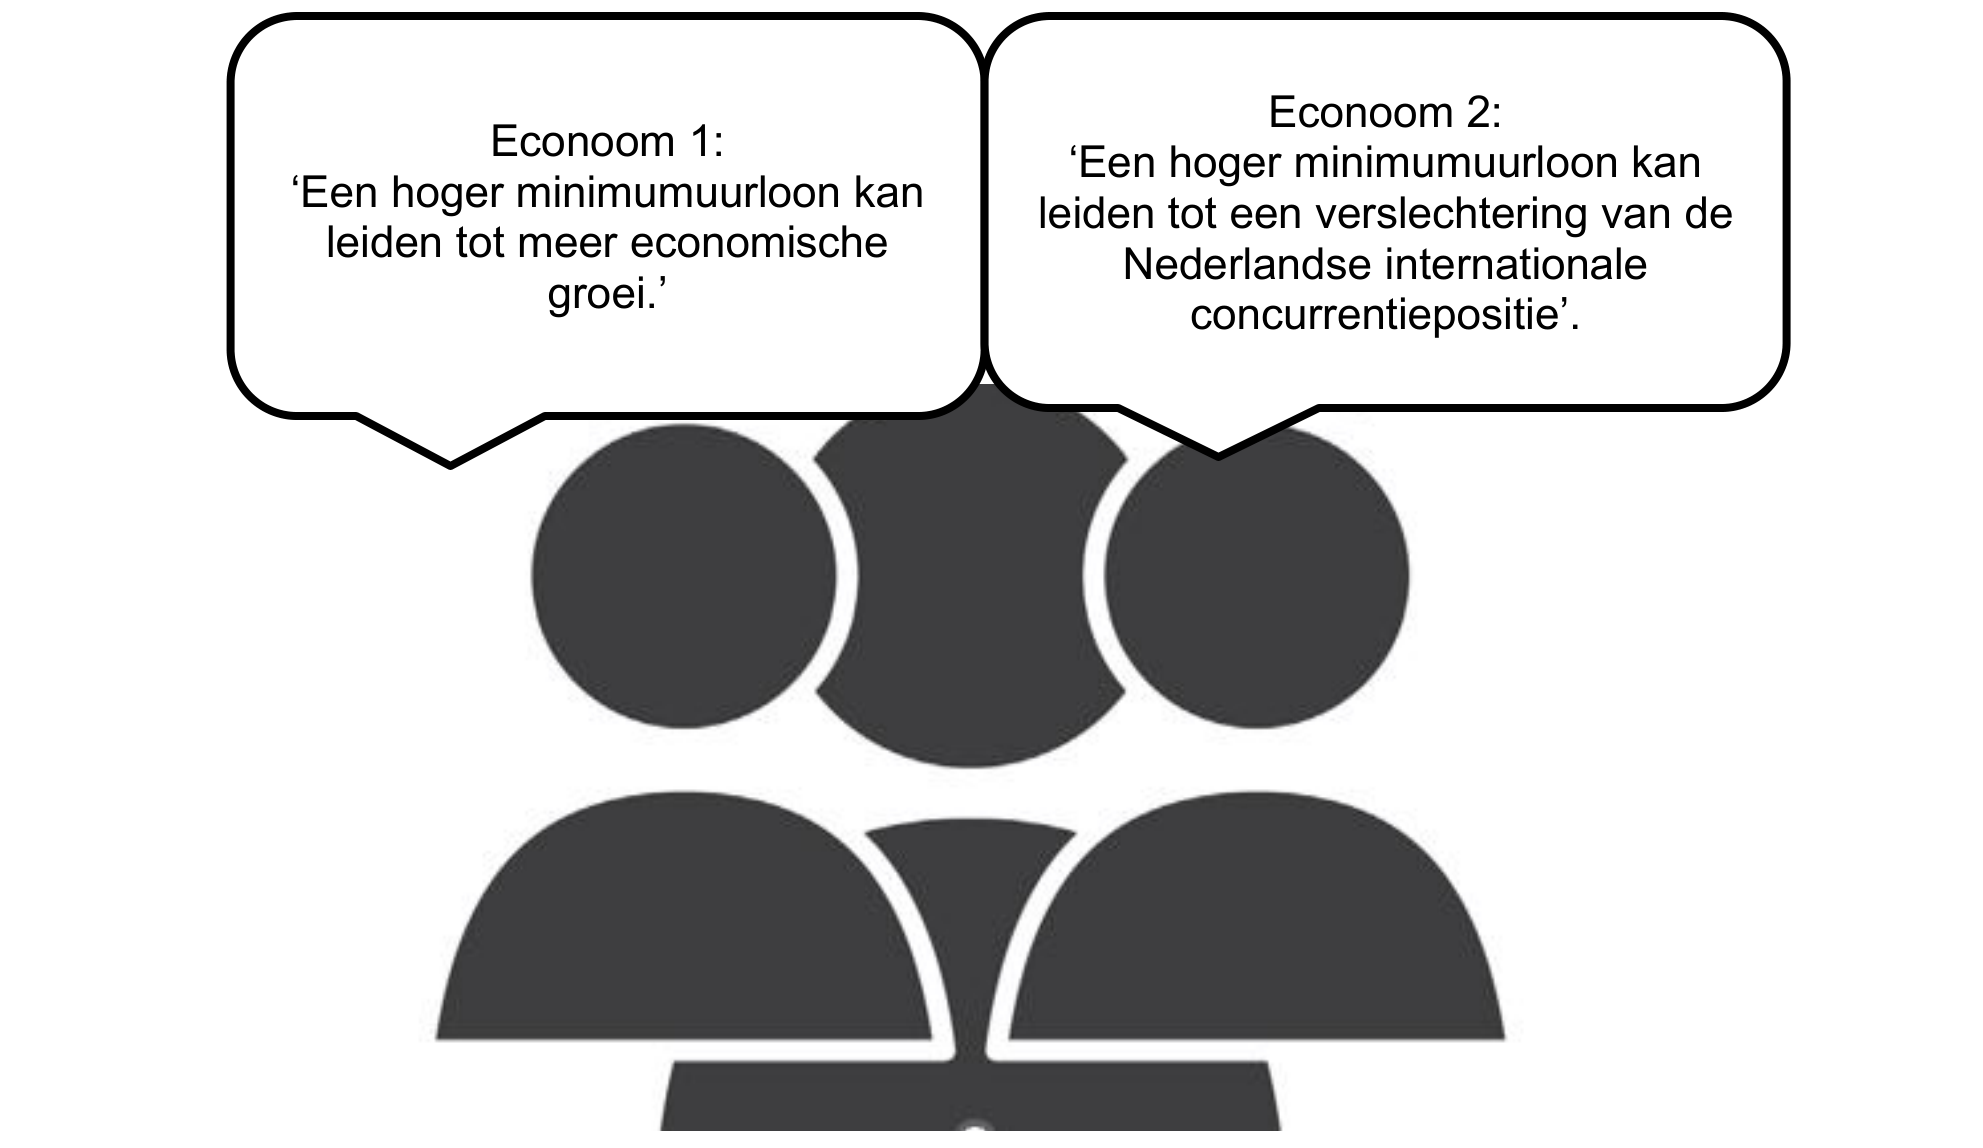 Econoom 1:
‘Een hoger minimumuurloon kan
leiden tot meer economische
groei.’
Econoom 2:
‘Een hoger minimumuurloon kan
leiden tot een verslechtering van de
Nederlandse internationale
concurrentiepositie’.